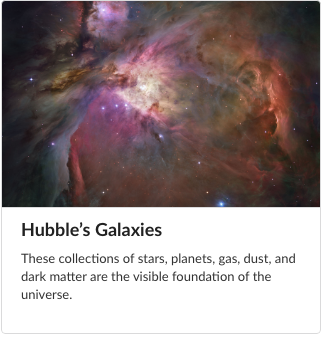 Hubble’s Galaxies
These collections of stars, planets, gas, dust, and
dark matter are the visible foundation of the
universe.